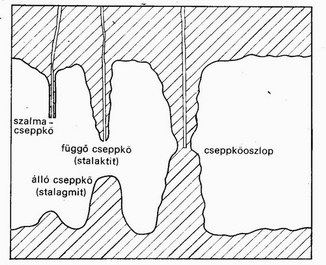 szalma-
cseppkő
függő cseppkő
(stalaktit)
álló cseppkő
(stalagmit)
cseppkőoszlop